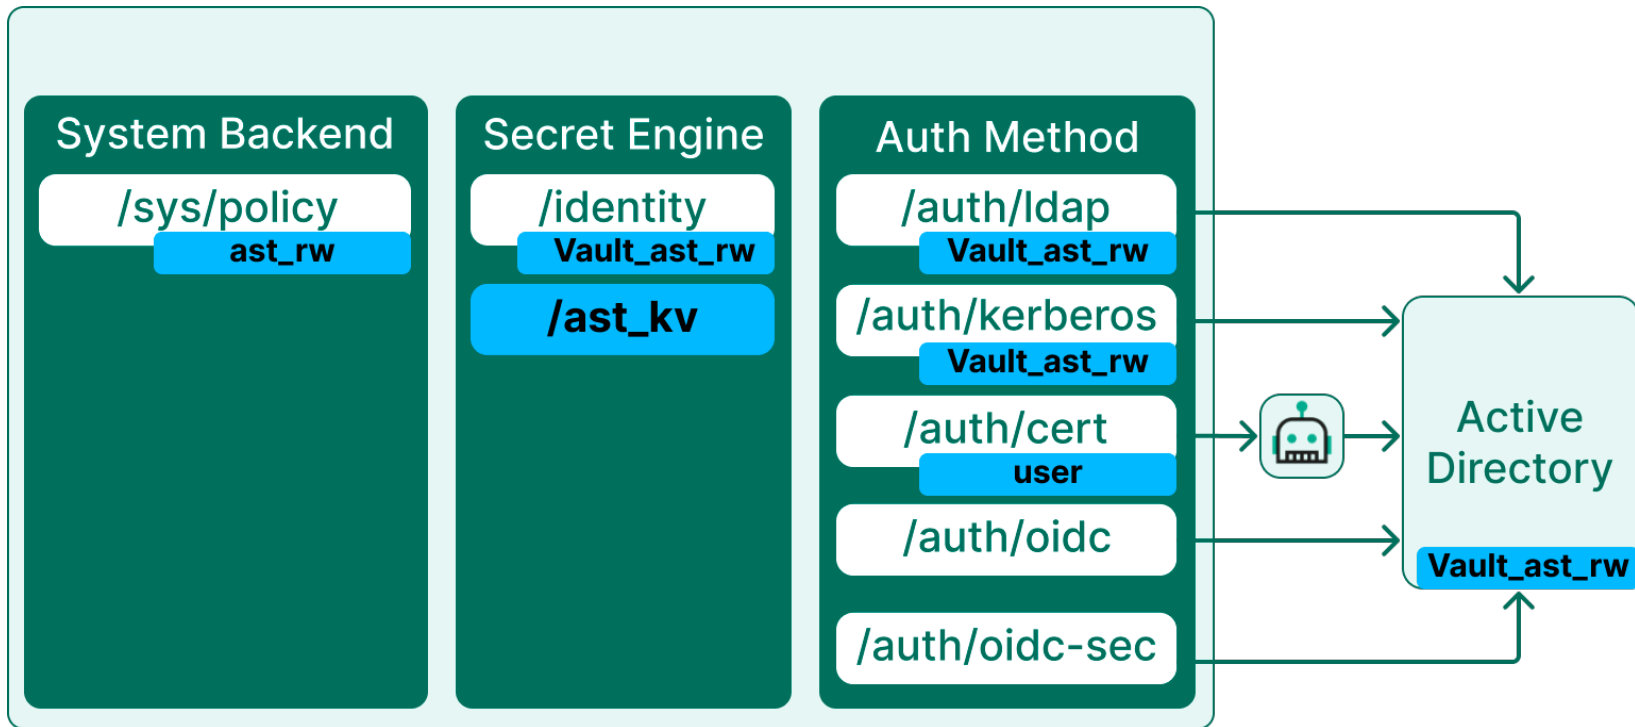 System Backend
/sys/policy
ast_rw
Secret Engine
/identity
Vault_ast_rw
/ast_kv
Auth Method
/auth/ldap
Vault_ast_rw
/auth/kerberos
Vault_ast_rw
/auth/cert
user
/auth/oidc
/auth/oidc-sec
Active
Directory
Vault_ast_rw